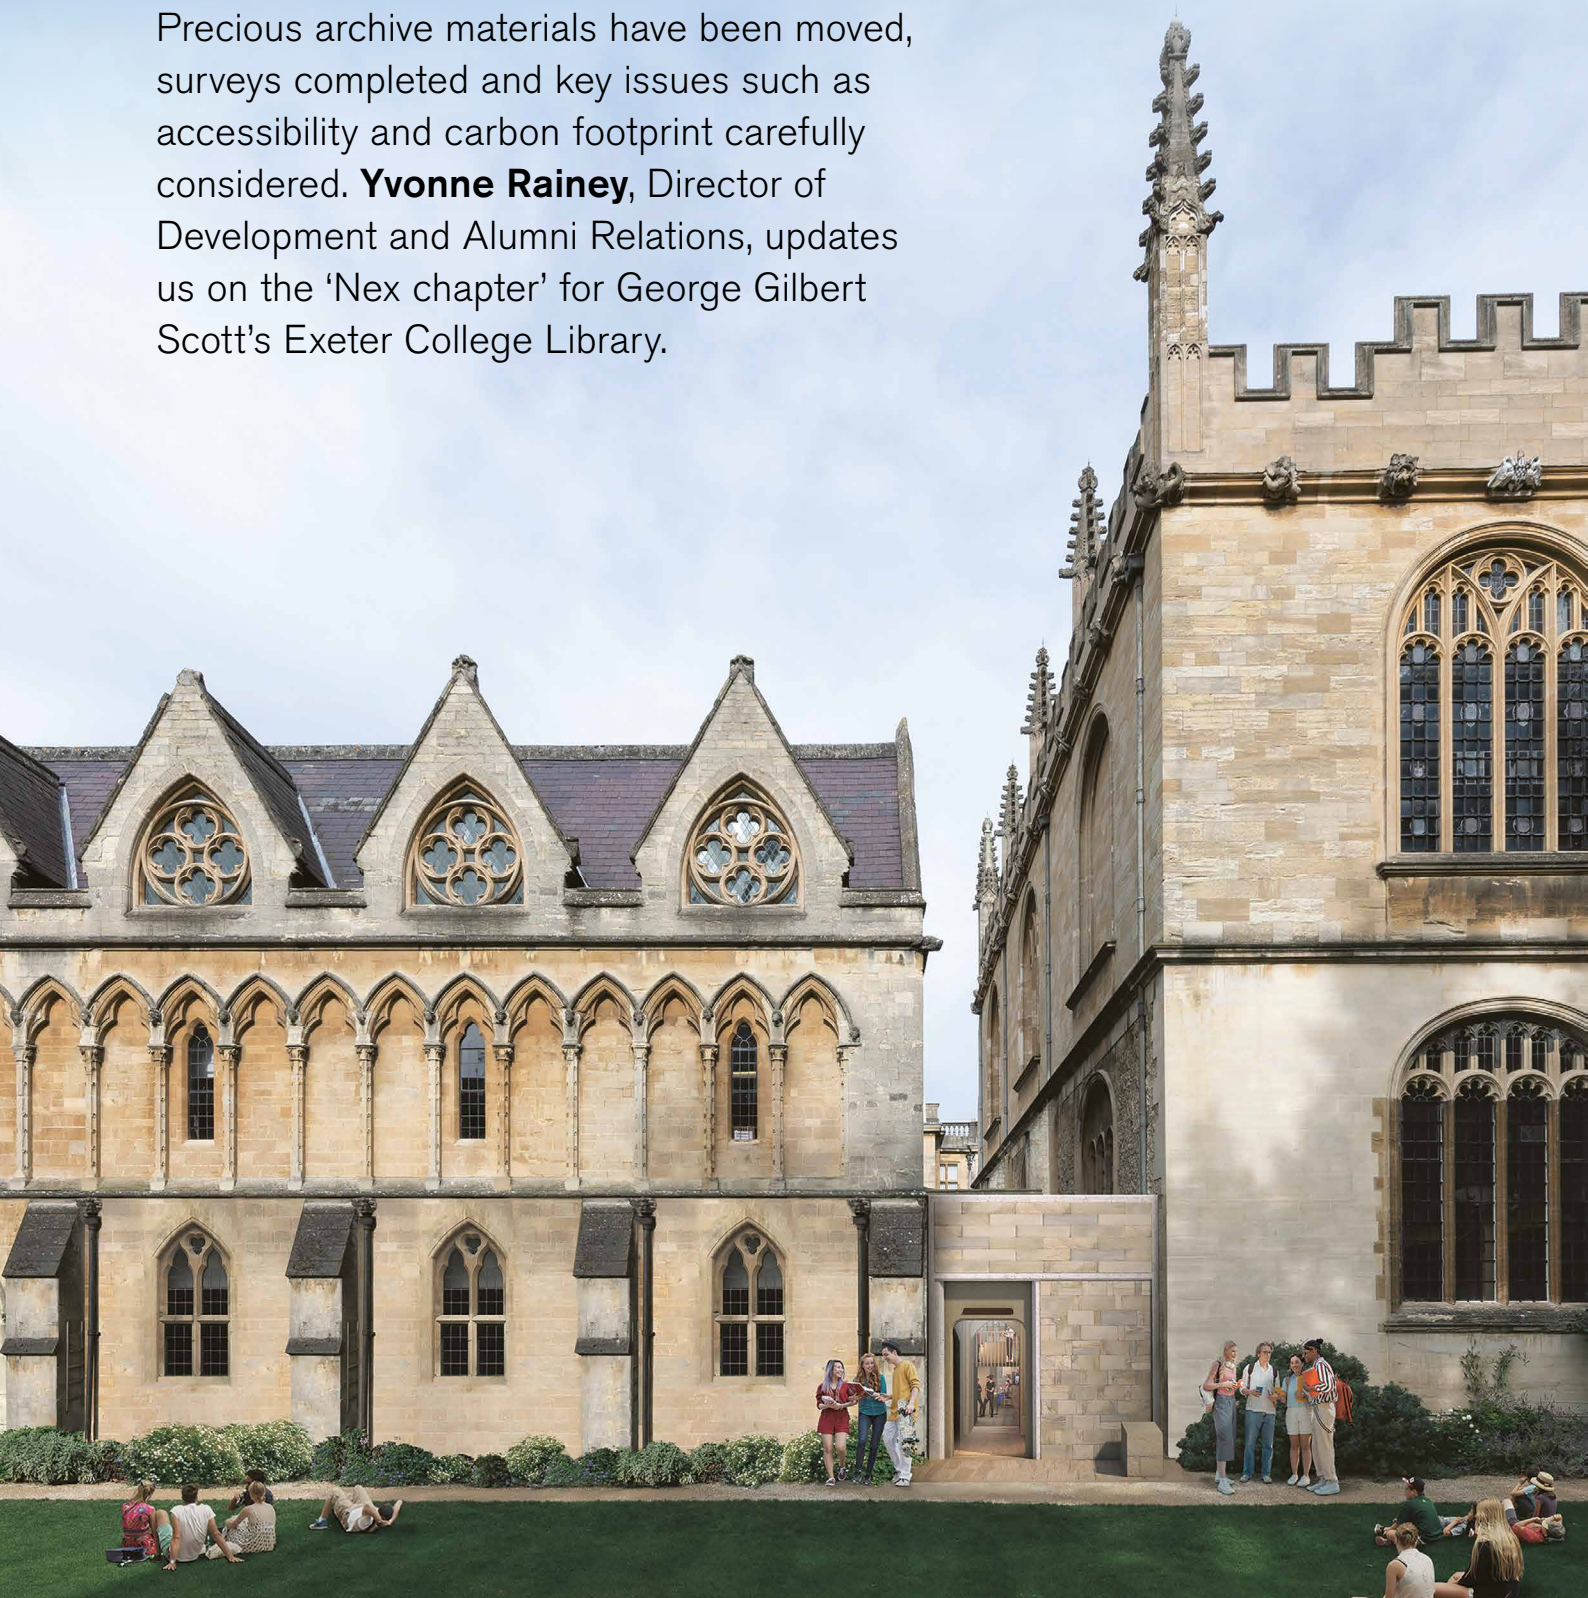 Precious archive materials have been moved,
surveys completed and key issues such as
accessibility and carbon footprint carefully
considered. Yvonne Rainey, Director of
Development and Alumni Relations, updates
us on the ‘Nex chapter’ for George Gilbert
Scott’s Exeter College Library.